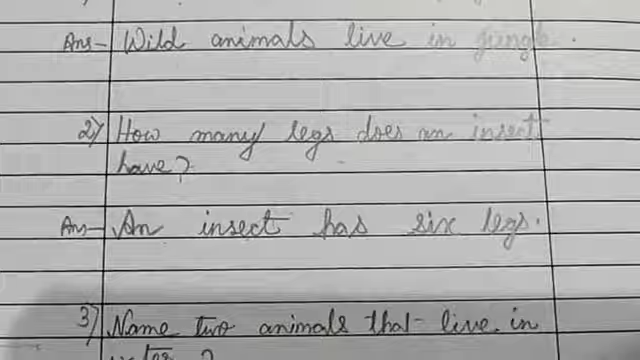 Ans- Wild animals live in jungle.
2) How many legs does an insect
have?
Ans- An insect has six legs.
3) Name two animals that live in
water?